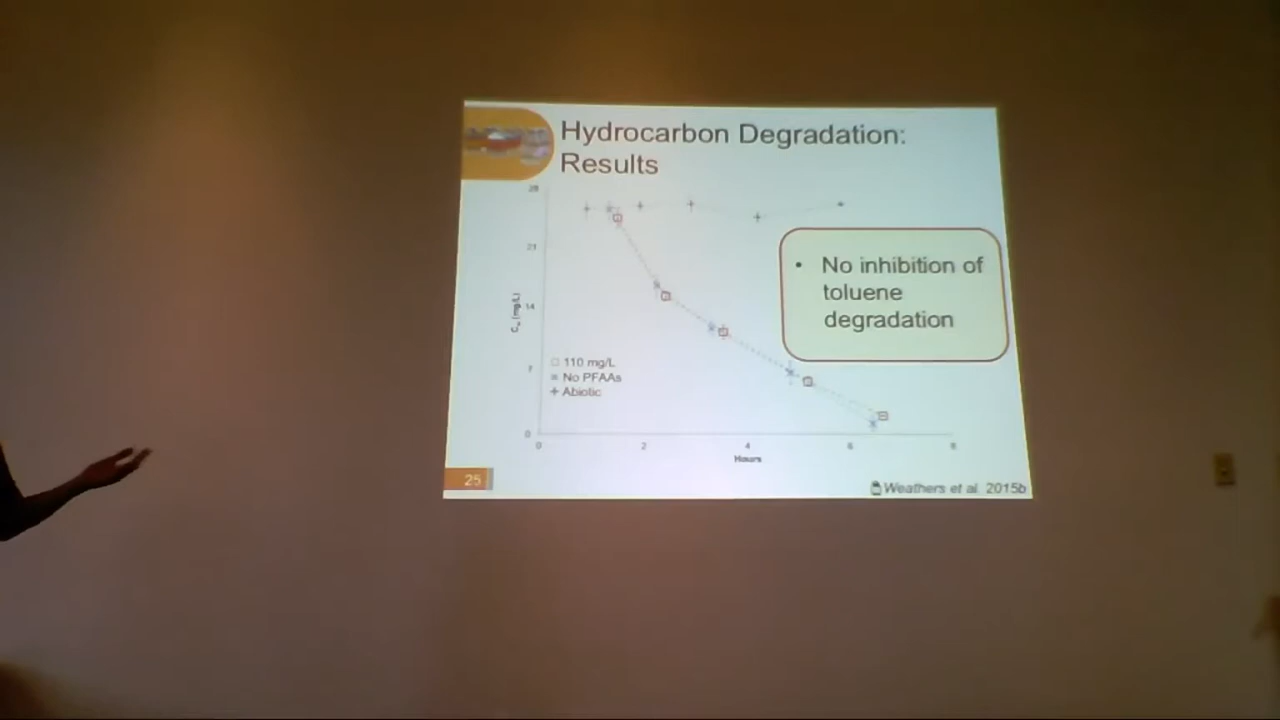 Hydrocarbon Degradation:
Results
28
21
14
7
0
C (mg/L)
110 mg/L
No PFAAs
Abiotic
0 2 4 6 8
Hours
• No inhibition of
toluene
degradation
25
Weathers et al. 2015b